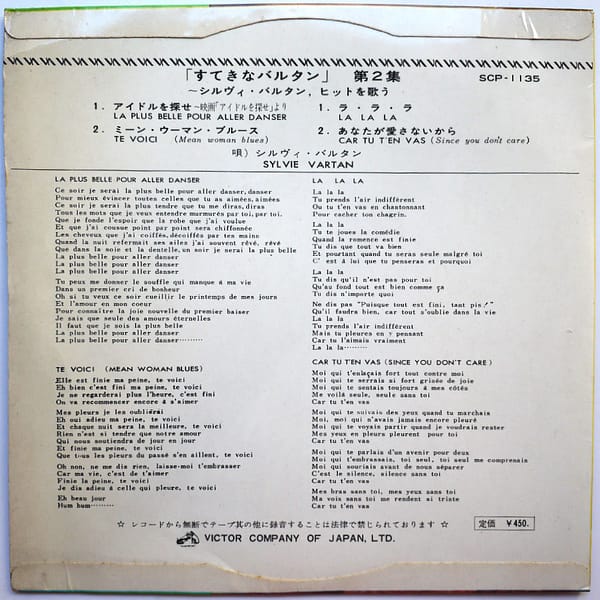 「すてきなバルタン」 第2集
SCP-1135
～シルヴィ・バルタン，ヒットを歌う
1．アイドルを探せ～映画「アイドルを探せ」より
LA PLUS BELLE POUR ALLER DANSER
2．ミーン・ウーマン・ブルース
TE VOICI (Mean woman blues)
1．ラ・ラ・ラ
LA LA LA
2．あなたが愛さないから
CAR TU T'EN VAS (Since you don't care)
唄）シルヴィ・バルタン
SYLVIE VARTAN
LA PLUS BELLE POUR ALLER DANSER
Ce soir je serai la plus belle pour aller danser, danser
Pour mieux évincer toutes celles que tu as aimées, aimées
Ce soir je serai la plus tendre que tu me diras, diras
Tous les mots que je veux entendre murmurés par toi, par toi.
Que je fonde l'espoir que la robe que j'ai voulue
Et que j'ai cousue point par point sera chiffonnée
Les cheveux que j'ai coiffés, décoiffés par tes mains
Quand la nuit refermait ses ailes j'ai souvent rêvé, rêvé
Que dans la soie et la dentelle, un soir je serai la plus belle
La plus belle pour aller danser
La plus belle pour aller danser
La plus belle pour aller danser
Tu peux me donner le souffle qui manque à ma vie
Dans un premier cri de bonheur
Oh si tu veux ce soir cueillir le printemps de mes jours
Et l'amour en mon coeur
Pour connaître la joie nouvelle du premier baiser
Je sais que seule des amours éternelles
Il faut que je sois la plus belle
La plus belle pour aller danser
La plus belle pour aller danser………
TE VOICI (MEAN WOMAN BLUES)
Elle est finie ma peine, te voici
Eh bien c'est fini ma peine, te voici
Je ne regarderai plus l'heure, c'est fini
On va recommencer encore à s'aimer
Mes pleurs je les oublierai
Eh oui adieu ma peine, te voici
Et chaque nuit sera la meilleure, te voici
Rien n'est si tendre que notre amour
Qui nous soutiendra de jour en jour
Et finie ma peine, te voici
Que tous les pleurs du passé s'en aillent, te voici
Oh non, ne me dis rien, laisse-moi t'embrasser
Car ma vie, c'est de t'aimer
Finie la peine, te voici
Je dis adieu à celle qui pleure, te voici
Eh beau jour
Hum hum………
LA LA LA
La la la
Tu prends l'air indifférent
Ou tu t'en vas en chantonnant
Pour cacher ton chagrin.
La la la
Tu te joues la comédie
Quand la romence est finie
Tu dis que tout va bien
Et pourtant quand tu seras seule malgré toi
C' est à lui que tu penseras et pourquoi
La la la
Tu dis qu'il n'est pas pour toi
Qu'au fond tout est bien comme ça
Tu dis n'importe quoi
Ne dis pas "Puisque tout est fini, tant pis!"
Qu'il faudra bien, car tout s'oublie dans la vie
La la la
Tu prends l'air indifférent
Mais tu pleures en y pensant
Car tu l'aimais vraiment
La la la………
CAR TU T'EN VAS (SINCE YOU DON'T CARE)
Moi qui t'enlaçais fort tout contre moi
Moi qui te serrais si fort grisée de joie
Moi qui te sentais toujours à mes côtés
Me voilà seule, seule sans toi
Car tu t'en vas
Moi qui te suivais des yeux quand tu marchais
Moi, moi qui n'avais jamais encore pleuré
Moi qui te voyais partir quand je voudrais rester
Mes yeux en pleurs pleurent pour toi
Car tu t'en vas
Moi qui te parlais d'un avenir pour deux
Moi qui t'embrassais, toi seul, toi seul me comprenais
Moi qui souriais avant de nous séparer
C'est le silence, silence sans toi
Car tu t'en vas
Mes bras sans toi, mes yeux sans toi
Ma vois sans toi me rendent si triste
Car tu t'en vas
☆ レコードから無断でテープ其の他に録音することは法律で禁じられております ☆
定価 ￥450.
VICTOR COMPANY OF JAPAN, LTD.